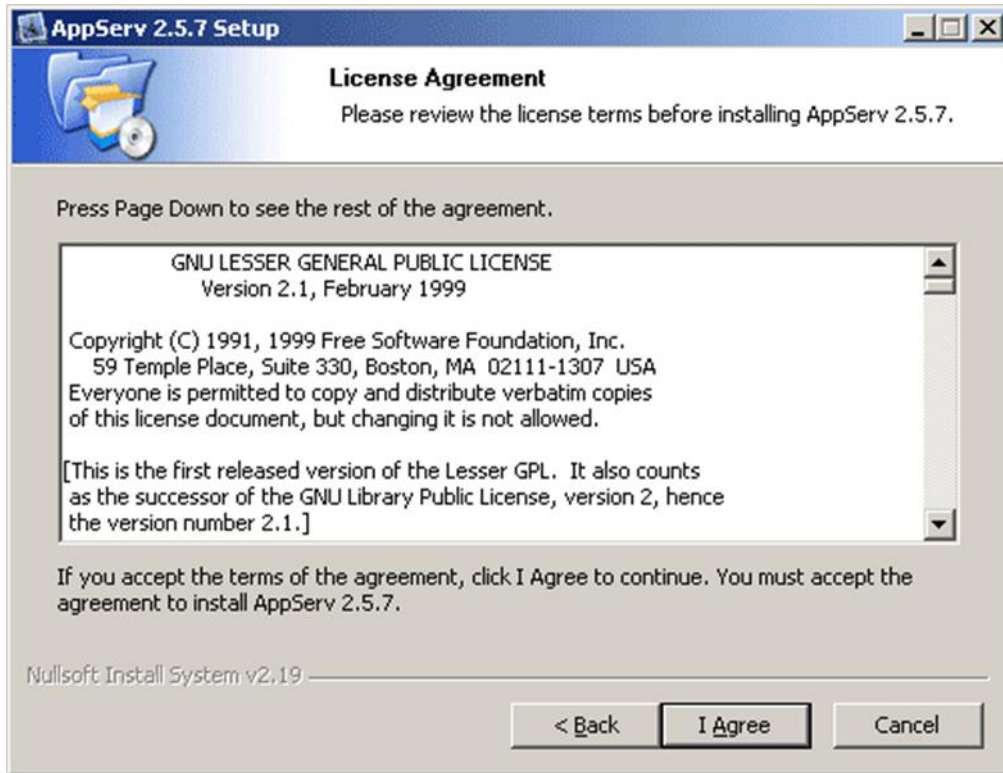 AppServ 2.5.7 Setup
License Agreement
Please review the license terms before installing AppServ 2.5.7.
Press Page Down to see the rest of the agreement.
GNU LESSER GENERAL PUBLIC LICENSE
Version 2.1, February 1999
Copyright (C) 1991, 1999 Free Software Foundation, Inc.
59 Temple Place, Suite 330, Boston, MA  02111-1307  USA
Everyone is permitted to copy and distribute verbatim copies
of this license document, but changing it is not allowed.
[This is the first released version of the Lesser GPL.  It also counts
as the successor of the GNU Library Public License, version 2, hence
the version number 2.1.]
If you accept the terms of the agreement, click I Agree to continue. You must accept the
agreement to install AppServ 2.5.7.
Nullsoft Install System v2.19
< Back
I Agree
Cancel